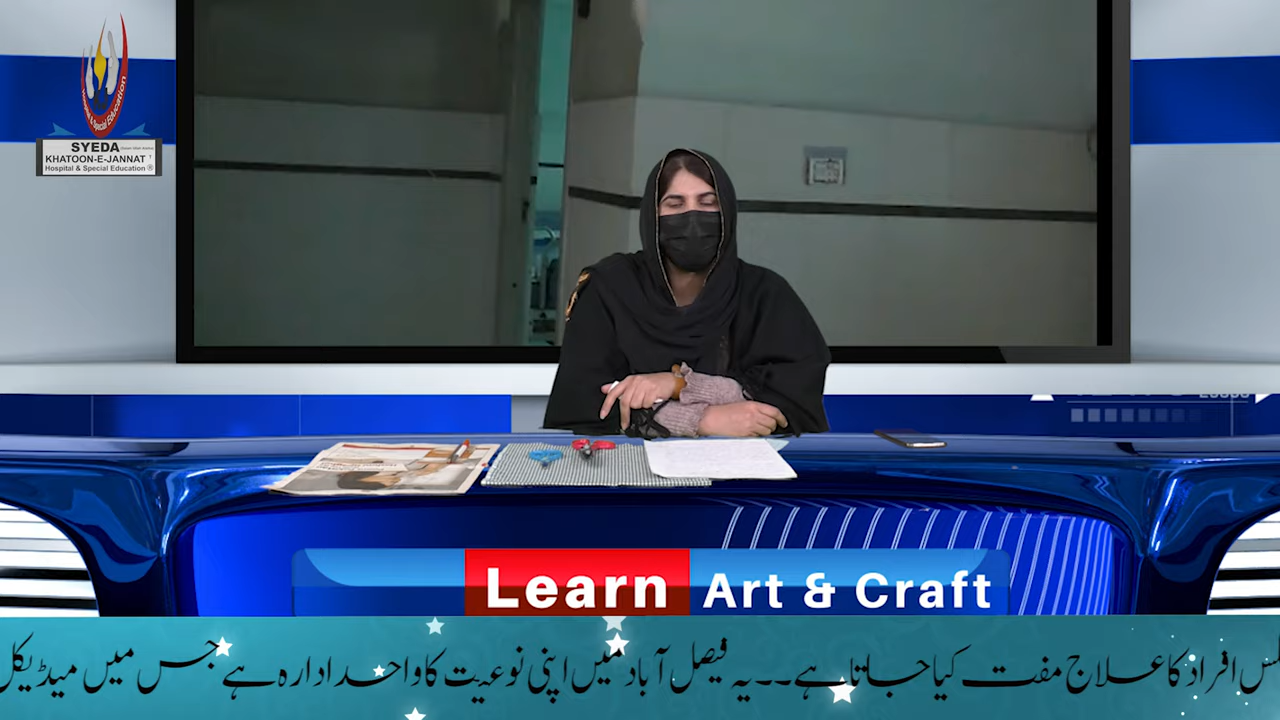 SYEDA
KHATOON-E-JANNAT
Hospital & Special Education ®
Learn Art & Craft
افراد کا علاج مفت کیا جاتا ہے۔۔۔یہ فیصل آباد میں اپنی نوعیت کا واحد ادارہ ہے جس میں میڈیکل